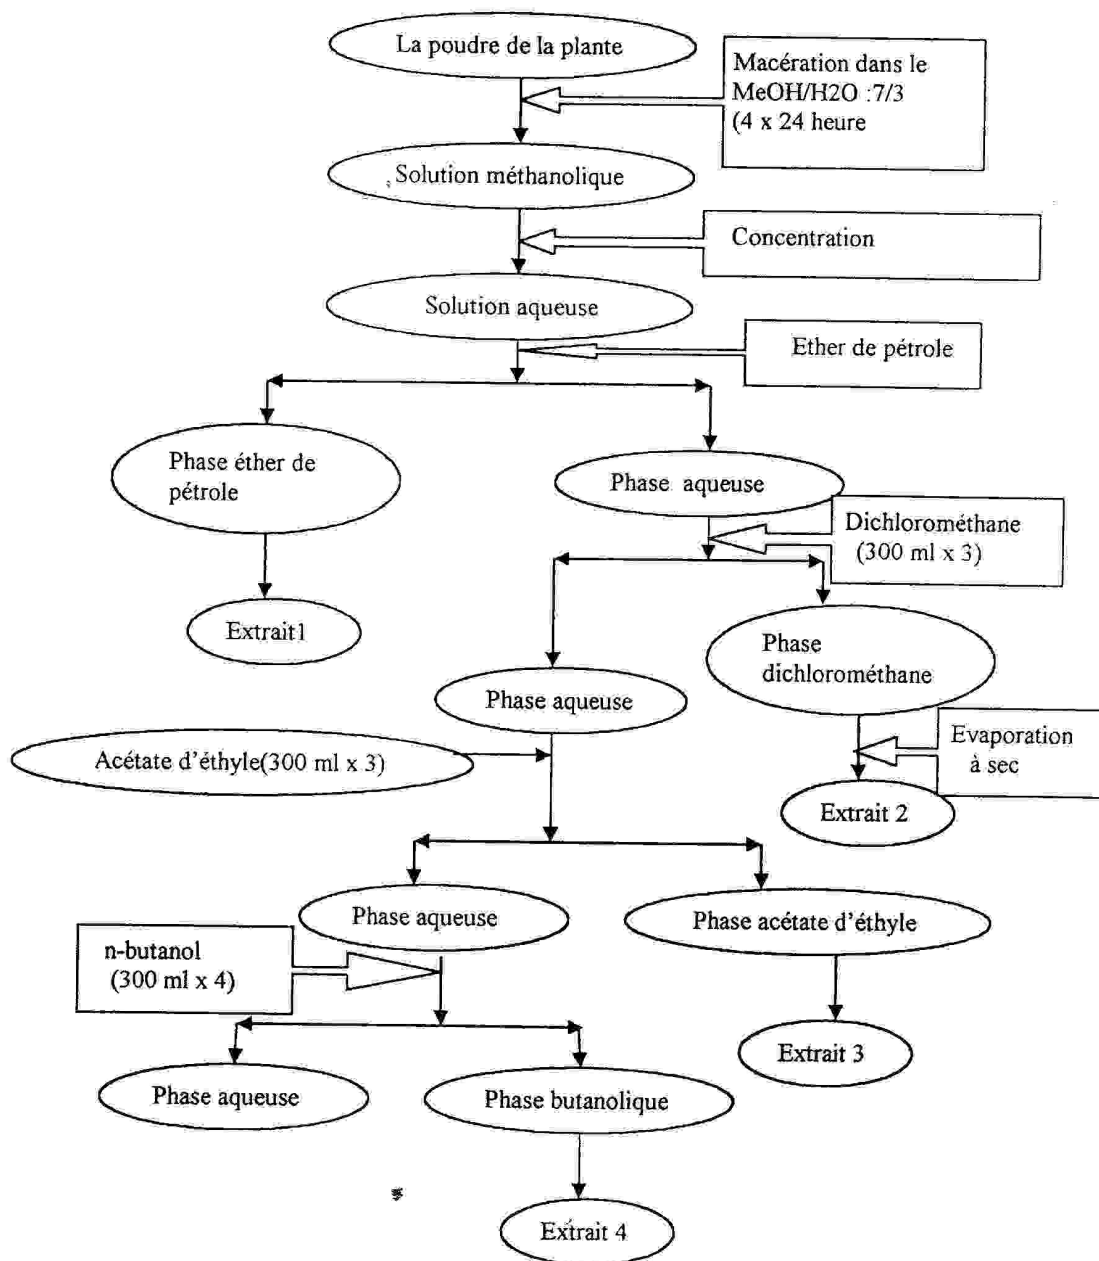 La poudre de la plante
Macération dans le
MeOH/H2O :7/3
(4 x 24 heure
Solution méthanolique
Concentration
Solution aqueuse
Ether de pétrole
Phase éther de
pétrole
Phase aqueuse
Dichlorométhane
(300 ml x 3)
Extrait1
Phase
dichlorométhane
Phase aqueuse
Acétate d'éthyle(300 ml x 3)
Evaporation
à sec
Extrait 2
Phase aqueuse
Phase acétate d'éthyle
n-butanol
(300 ml x 4)
Extrait 3
Phase aqueuse
Phase butanolique
Extrait 4